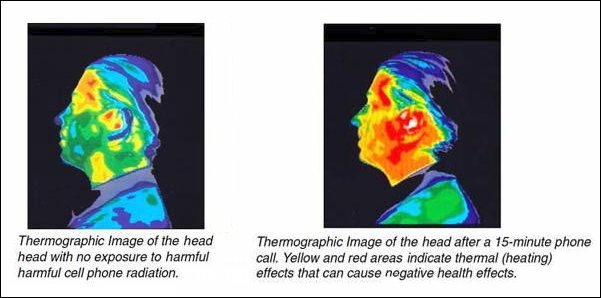 Thermographic Image of the head
head with no exposure to harmful
harmful cell phone radiation.
Thermographic Image of the head after a 15-minute phone
call. Yellow and red areas indicate thermal (heating)
effects that can cause negative health effects.